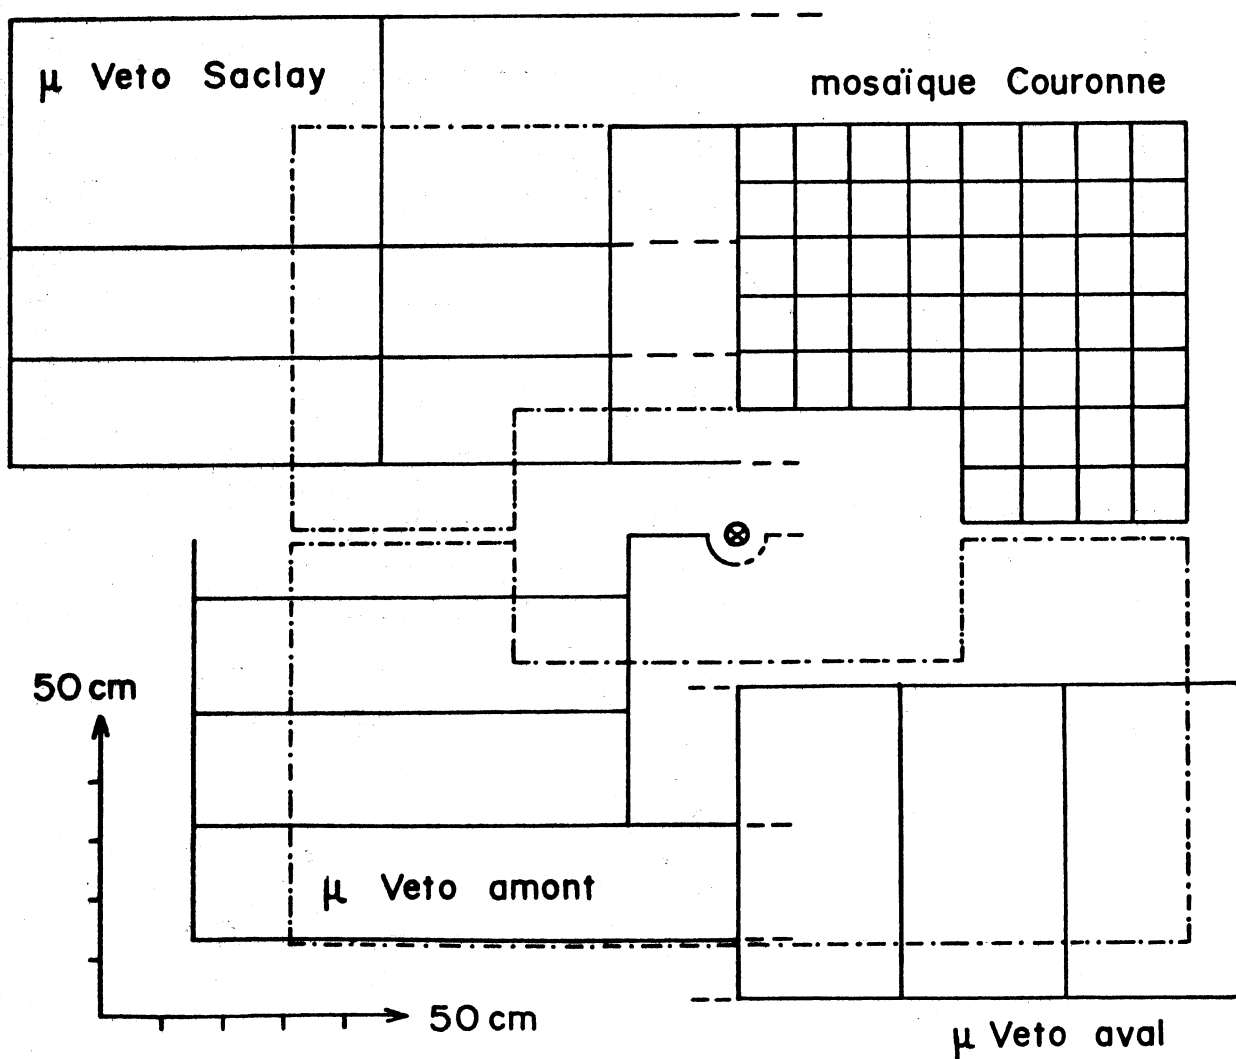 μ Veto Saclay
mosaïque Couronne
50 cm
μ Veto amont
50 cm
μ Veto aval